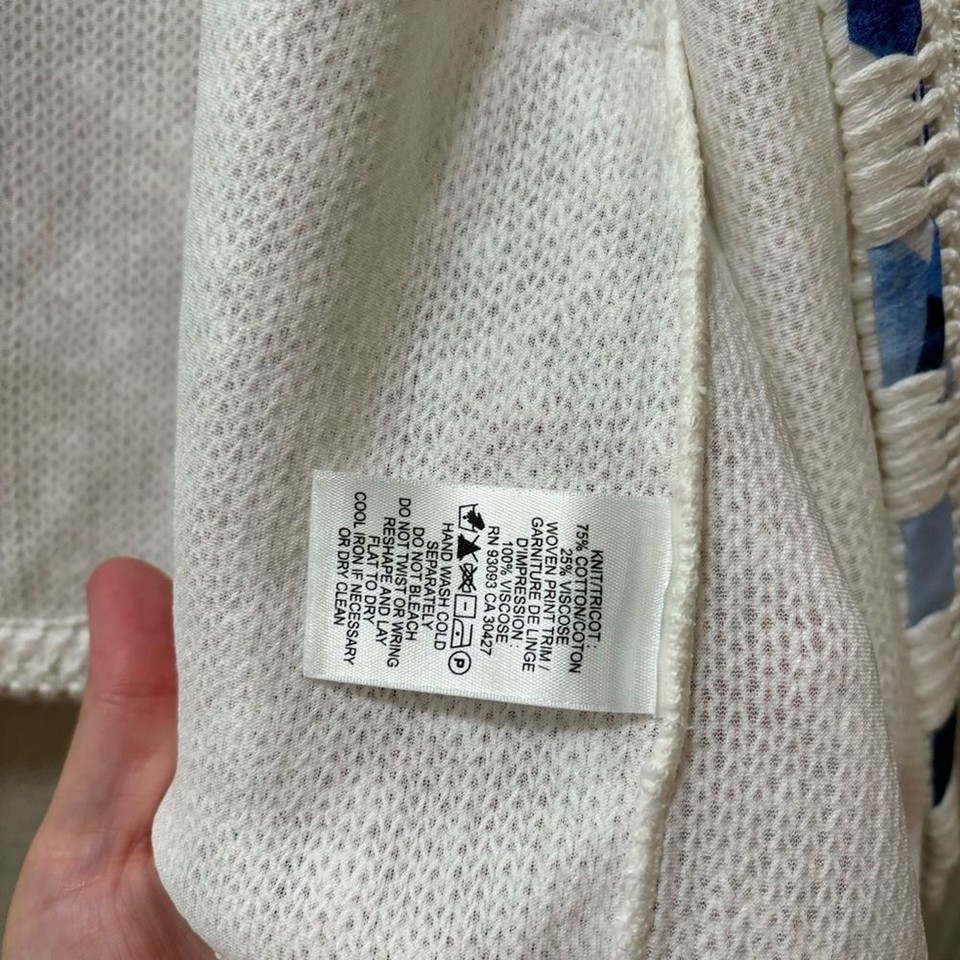 KNIT/TRICOT :
75% COTTON/COTON
25% VISCOSE
WOVEN PRINT TRIM /
GARNITURE DE LINGE
D'IMPRESSION :
100% VISCOSE
RN 93093 CA 30427
P
HAND WASH COLD
SEPARATELY
DO NOT BLEACH
DO NOT TWIST OR WRING
RESHAPE AND LAY
FLAT TO DRY
COOL IRON IF NECESSARY
OR DRY CLEAN